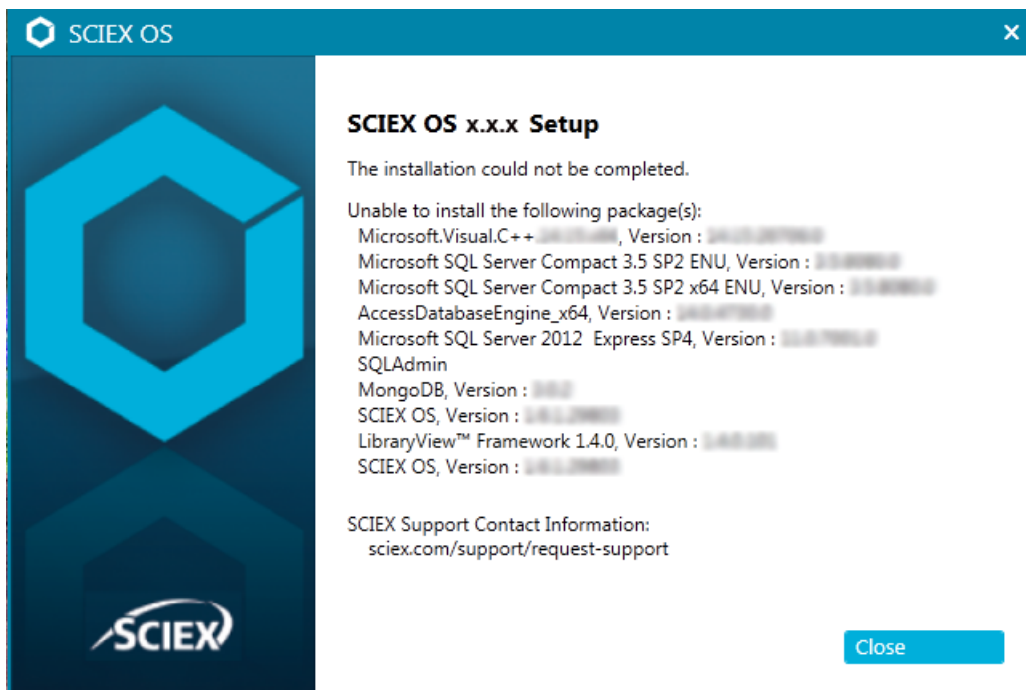 SCIEX OS
SCIEX OS x.x.x Setup
The installation could not be completed.
Unable to install the following package(s):
Microsoft.Visual.C++ , Version :
Microsoft SQL Server Compact 3.5 SP2 ENU, Version :
Microsoft SQL Server Compact 3.5 SP2 x64 ENU, Version :
AccessDatabaseEngine_x64, Version :
Microsoft SQL Server 2012 Express SP4, Version :
SQLAdmin
MongoDB, Version :
SCIEX OS, Version :
LibraryView™ Framework 1.4.0, Version :
SCIEX OS, Version :
SCIEX Support Contact Information:
sciex.com/support/request-support
SCIEX
Close